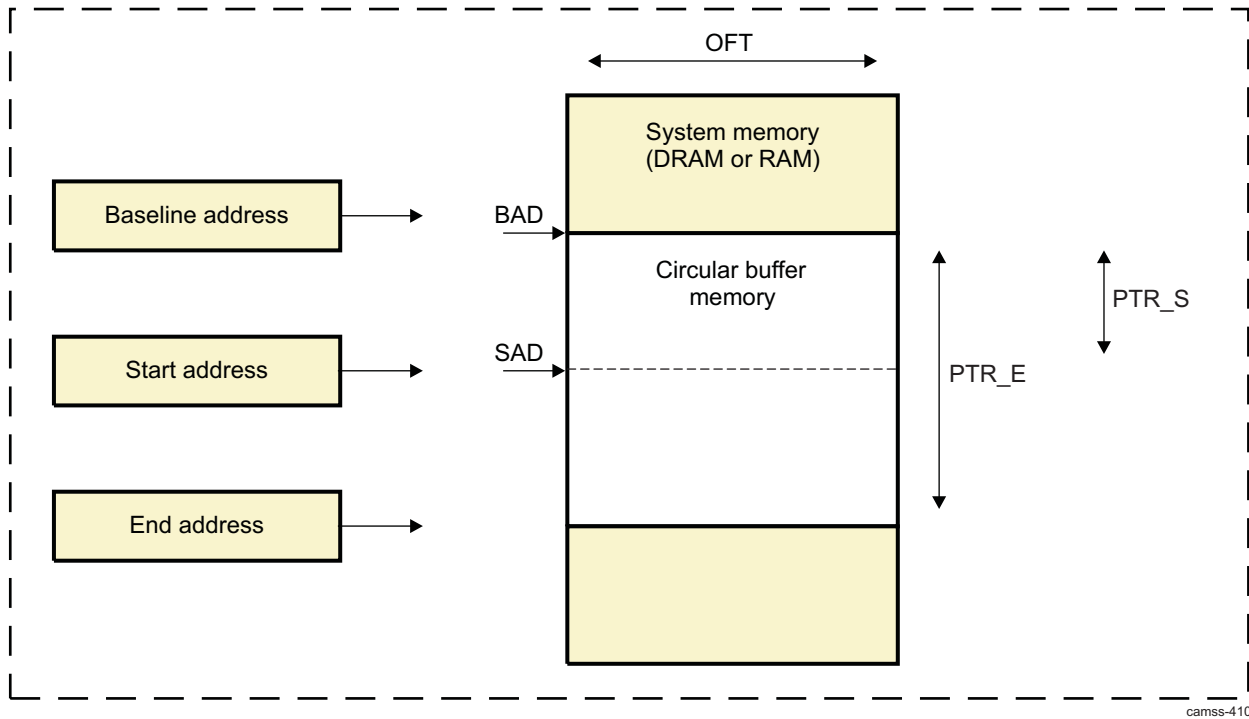 OFT
System memory
(DRAM or RAM)
Baseline address
BAD
Circular buffer
memory
PTR_S
Start address
SAD
PTR_E
End address
camss-410